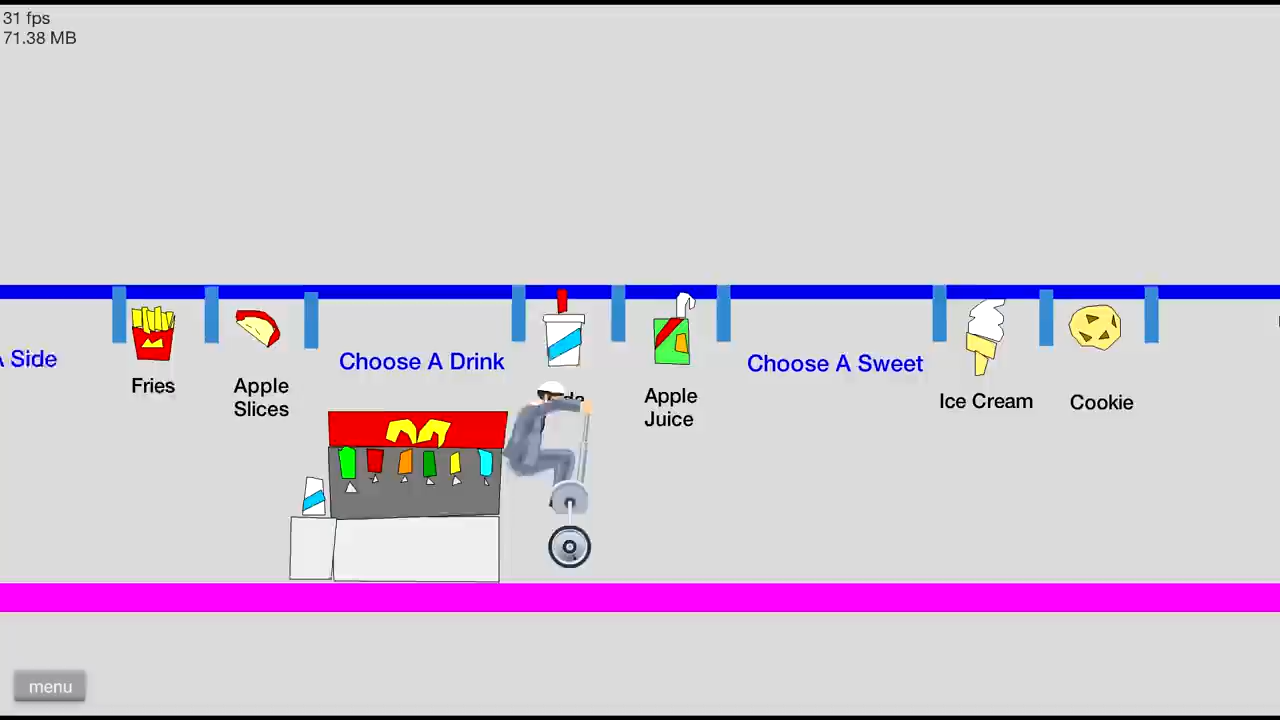 31 fps
71.38 MB
A Side
Fries
Apple
Slices
Choose A Drink
Apple
Juice
Choose A Sweet
Ice Cream
Cookie
menu